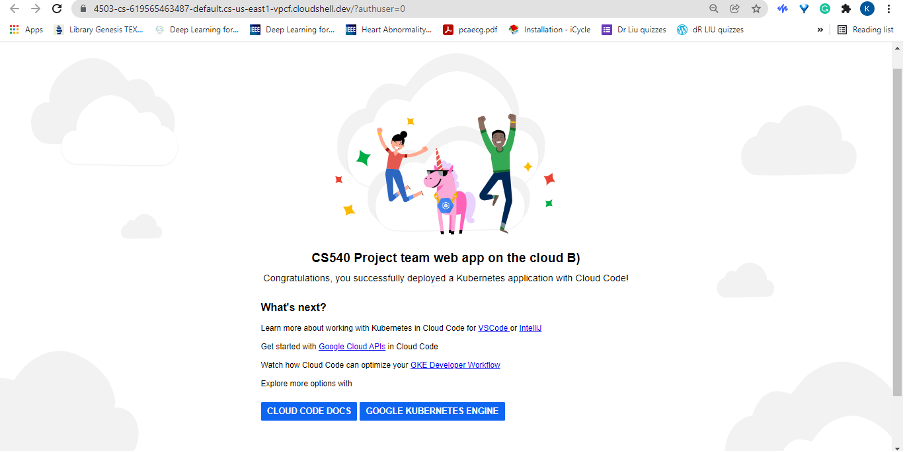 4503-cs-619565463487-default.cs-us-east1-vpcf.cloudshell.dev/?authuser=0
K
Apps Library Genesis TEX... Deep Learning for... Deep Learning for... Heart Abnormality... pcaecg.pdf Installation - iCycle Dr Liu quizzes dR LIU quizzes » Reading list
CS540 Project team web app on the cloud B)
Congratulations, you successfully deployed a Kubernetes application with Cloud Code!
What's next?
Learn more about working with Kubernetes in Cloud Code for VSCode or IntelliJ
Get started with Google Cloud APIs in Cloud Code
Watch how Cloud Code can optimize your GKE Developer Workflow
Explore more options with
CLOUD CODE DOCS GOOGLE KUBERNETES ENGINE